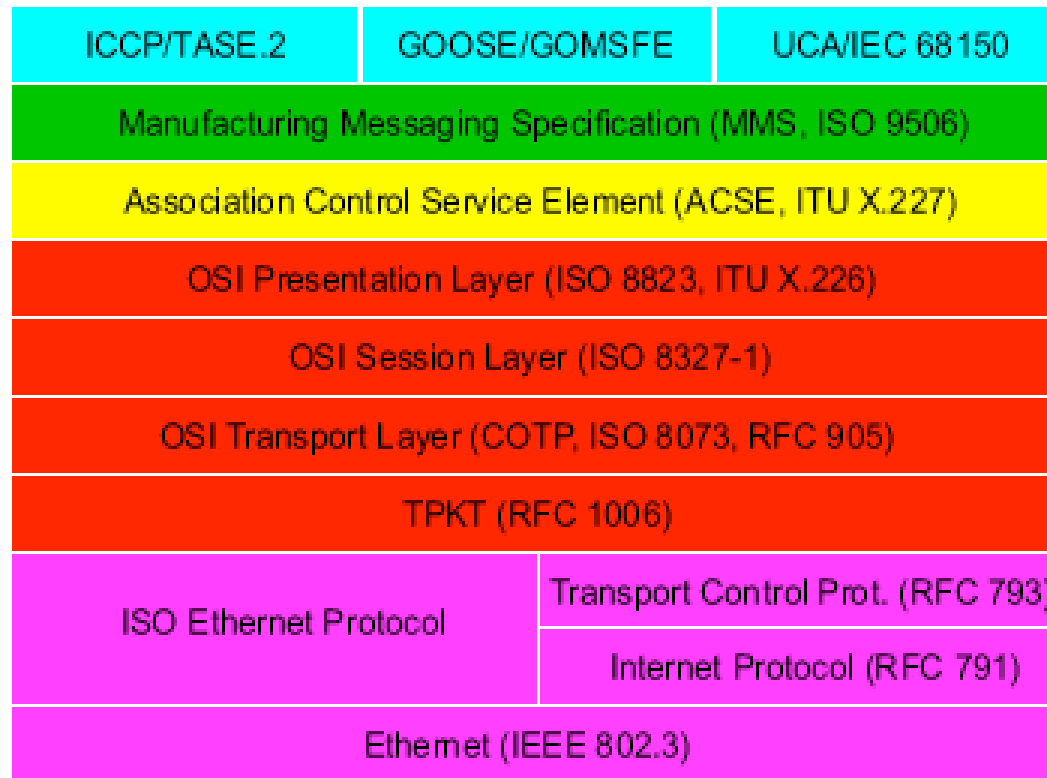 ICCP/TASE.2
GOOSE/GOMSFE
UCA/IEC 68150
Manufacturing Messaging Specification (MMS, ISO 9506)
Association Control Service Element (ACSE, ITU X.227)
OSI Presentation Layer (ISO 8823, ITU X.226)
OSI Session Layer (ISO 8327-1)
OSI Transport Layer (COTP, ISO 8073, RFC 905)
TPKT (RFC 1006)
ISO Ethernet Protocol
Transport Control Prot. (RFC 793)
Internet Protocol (RFC 791)
Ethernet (IEEE 802.3)